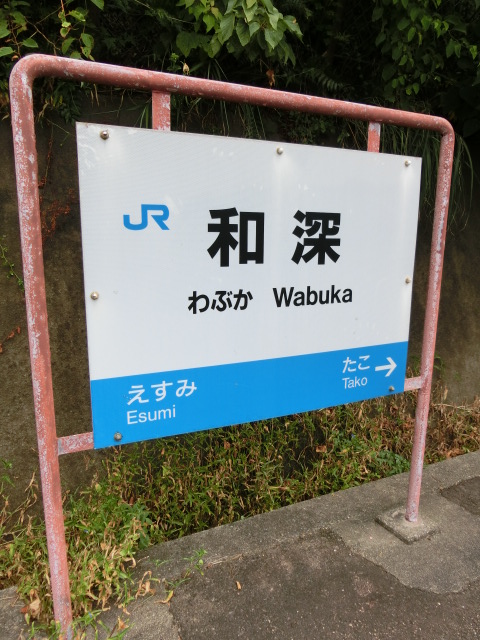 JR 和深
わぶか Wabuka
えすみ たこ →
Esumi Tako